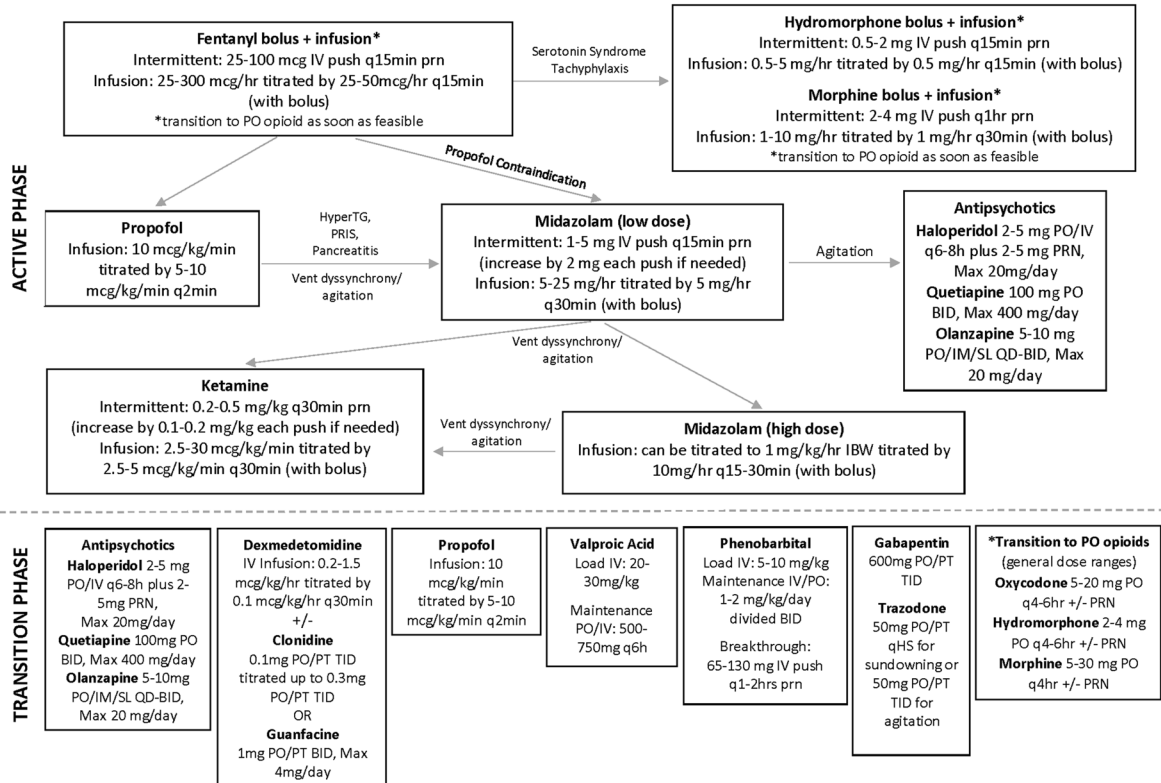 ACTIVE PHASE
Fentanyl bolus + infusion*
Intermittent: 25-100 mcg IV push q15min prn
Infusion: 25-300 mcg/hr titrated by 25-50mcg/hr q15min
(with bolus)
*transition to PO opioid as soon as feasible
Serotonin Syndrome
Tachyphylaxis
Hydromorphone bolus + infusion*
Intermittent: 0.5-2 mg IV push q15min prn
Infusion: 0.5-5 mg/hr titrated by 0.5 mg/hr q15min (with bolus)
Morphine bolus + infusion*
Intermittent: 2-4 mg IV push q1hr prn
Infusion: 1-10 mg/hr titrated by 1 mg/hr q30min (with bolus)
*transition to PO opioid as soon as feasible
Propofol Contraindication
Propofol
Infusion: 10 mcg/kg/min
titrated by 5-10
mcg/kg/min q2min
HyperTG,
PRIS,
Pancreatitis
Vent dyssynchrony/
agitation
Midazolam (low dose)
Intermittent: 1-5 mg IV push q15min prn
(increase by 2 mg each push if needed)
Infusion: 5-25 mg/hr titrated by 5 mg/hr
q30min (with bolus)
Agitation
Antipsychotics
Haloperidol 2-5 mg PO/IV
q6-8h plus 2-5 mg PRN,
Max 20mg/day
Quetiapine 100 mg PO
BID, Max 400 mg/day
Olanzapine 5-10 mg
PO/IM/SL QD-BID, Max
20 mg/day
Vent dyssynchrony/
agitation
Ketamine
Intermittent: 0.2-0.5 mg/kg q30min prn
(increase by 0.1-0.2 mg/kg each push if needed)
Infusion: 2.5-30 mcg/kg/min titrated by
2.5-5 mcg/kg/min q30min (with bolus)
Vent dyssynchrony/
agitation
Midazolam (high dose)
Infusion: can be titrated to 1 mg/kg/hr IBW titrated by
10mg/hr q15-30min (with bolus)
TRANSITION PHASE
Antipsychotics
Haloperidol 2-5 mg
PO/IV q6-8h plus 2-
5mg PRN,
Max 20mg/day
Quetiapine 100mg PO
BID, Max 400 mg/day
Olanzapine 5-10mg
PO/IM/SL QD-BID,
Max 20 mg/day
Dexmedetomidine
IV Infusion: 0.2-1.5
mcg/kg/hr titrated by
0.1 mcg/kg/hr q30min
+/-
Clonidine
0.1mg PO/PT TID
titrated up to 0.3mg
PO/PT TID
OR
Guanfacine
1mg PO/PT BID, Max
4mg/day
Propofol
Infusion: 10
mcg/kg/min
titrated by 5-10
mcg/kg/min q2min
Valproic Acid
Load IV: 20-
30mg/kg
Maintenance
PO/IV: 500-
750mg q6h
Phenobarbital
Load IV: 5-10 mg/kg
Maintenance IV/PO:
1-2 mg/kg/day
divided BID
Breakthrough:
65-130 mg IV push
q1-2hrs prn
Gabapentin
600mg PO/PT
TID
Trazodone
50mg PO/PT
qHS for
sundowning or
50mg PO/PT
TID for
agitation
*Transition to PO opioids
(general dose ranges)
Oxycodone 5-20 mg PO
q4-6hr +/- PRN
Hydromorphone 2-4 mg
PO q4-6hr +/- PRN
Morphine 5-30 mg PO
q4hr +/- PRN